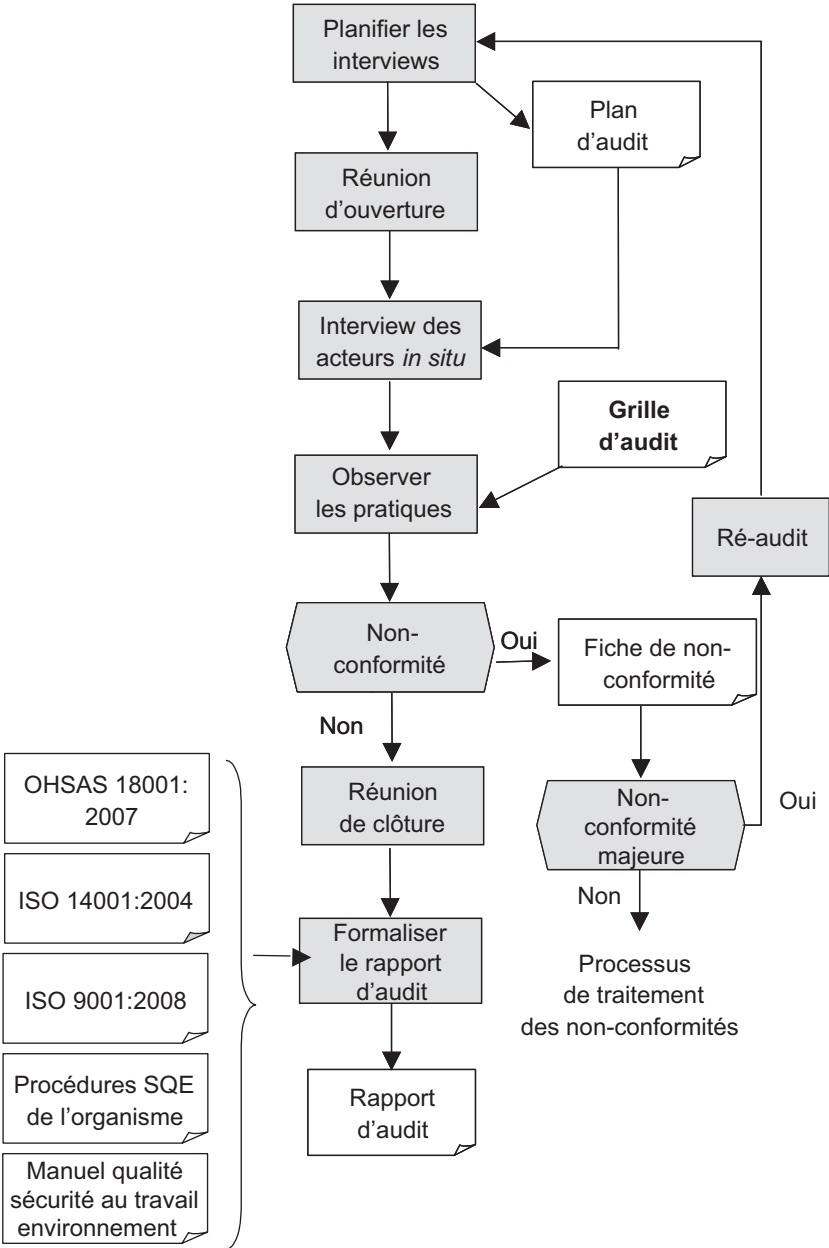 Planifier les
interviews
Plan
d'audit
Réunion
d'ouverture
Interview des
acteurs in situ
Grille
d'audit
Observer
les pratiques
Ré-audit
Non-
conformité
Oui
Fiche de non-
conformité
Non
OHSAS 18001:
2007
Réunion
de clôture
Non-
conformité
majeure
Oui
ISO 14001:2004
Non
Formaliser
le rapport
d'audit
Processus
de traitement
des non-conformités
ISO 9001:2008
Procédures SQE
de l'organisme
Rapport
d'audit
Manuel qualité
sécurité au travail
environnement